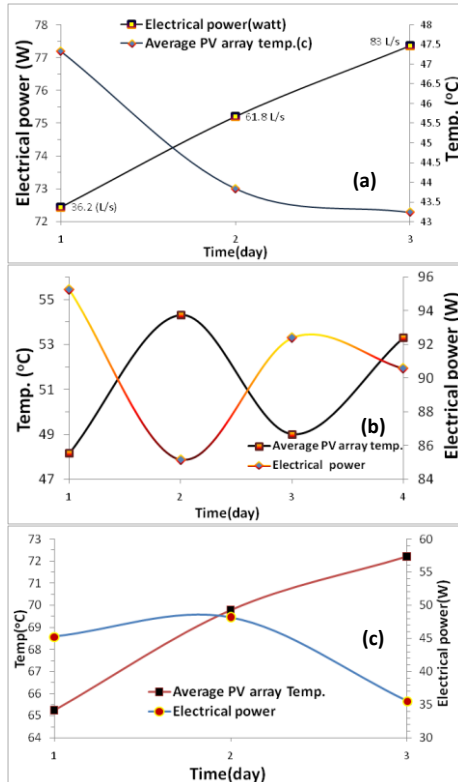 Electrical power(watt)
Average PV array temp.(c)
Electrical power (W)
78
77
76
75
74
73
72
Temp. (°C)
48
47.5
47
46.5
46
45.5
45
44.5
44
43.5
43
36.2 (L/s)
61.8 L/s
83 L/s
(a)
1
2
3
Time(day)
Temp. (°C)
55
53
51
49
47
Electrical power (W)
96
94
92
90
88
86
84
(b)
Average PV array temp.
Electrical power
1
2
3
4
Time(day)
Temp(°C)
73
72
71
70
69
68
67
66
65
64
Electrical power(W)
60
55
50
45
40
35
30
(c)
Average PV array Temp.
Electrical power
1
2
3
Time(day)